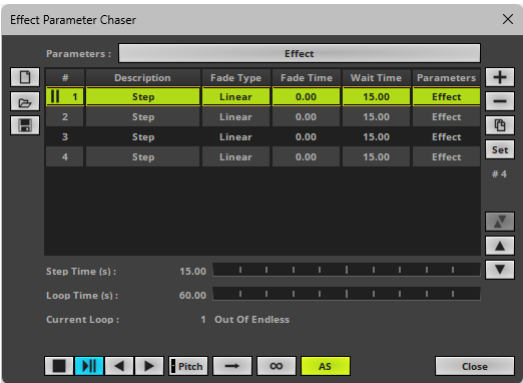 Effect Parameter Chaser
Parameters : Effect
# Description Fade Type Fade Time Wait Time Parameters
1 Step Linear 0.00 15.00 Effect
2 Step Linear 0.00 15.00 Effect
3 Step Linear 0.00 15.00 Effect
4 Step Linear 0.00 15.00 Effect
Set
# 4
Step Time (s) : 15.00
Loop Time (s) : 60.00
Current Loop : 1 Out Of Endless
Pitch AS Close